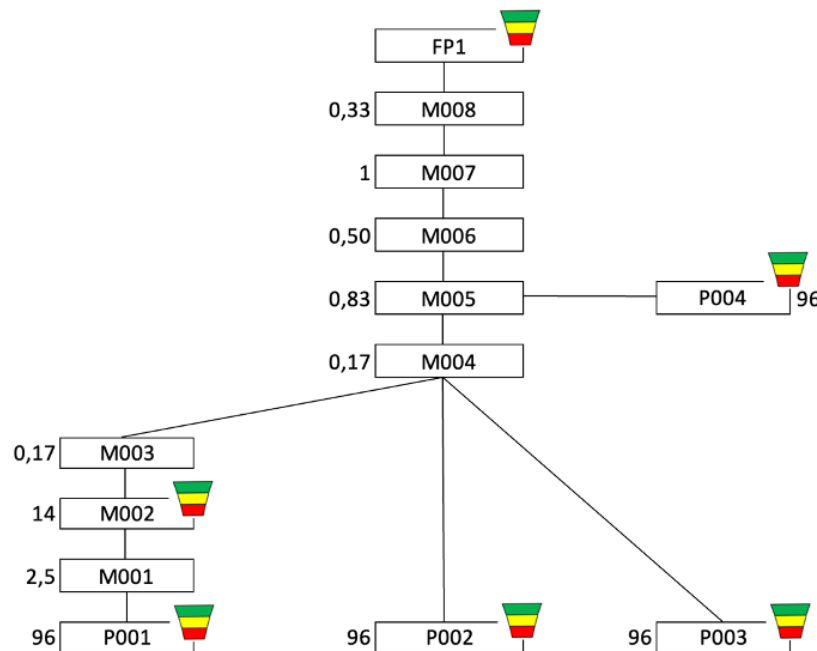 FP1
0,33 M008
1 M007
0,50 M006
0,83 M005 P004 96
0,17 M004
0,17 M003
14 M002
2,5 M001
96 P001 96 P002 96 P003